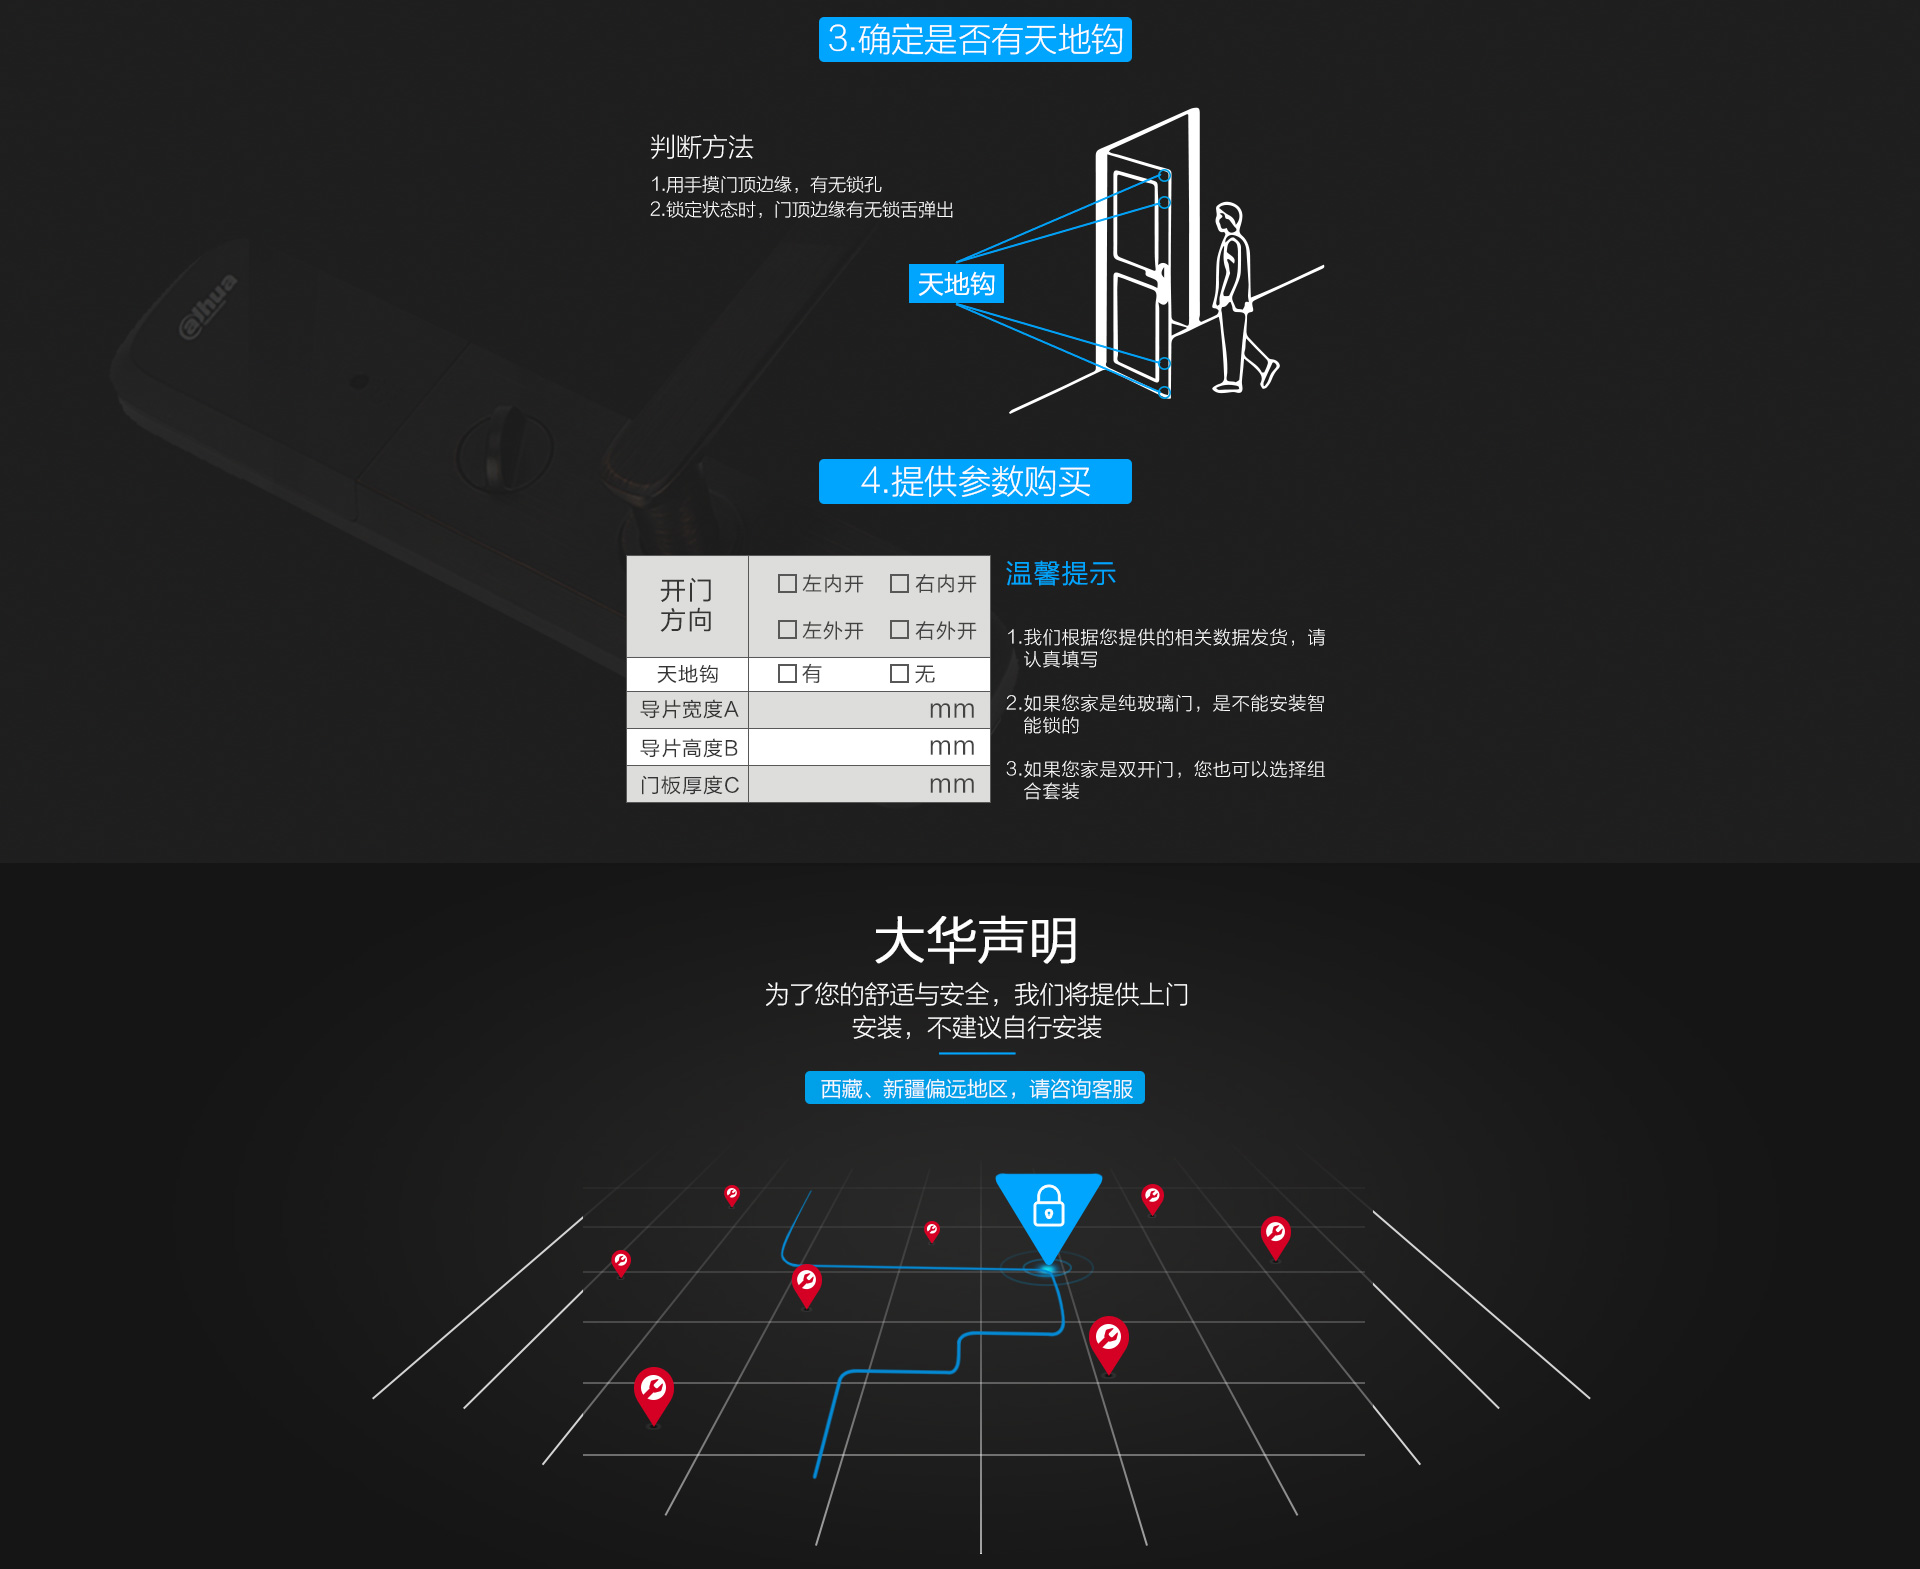 3.确定是否有天地钩
判断方法
1.用手摸门顶边缘，有无锁孔
2.锁定状态时，门顶边缘有无锁舌弹出
alhua
天地钩
4.提供参数购买
开门
方向
左内开 右内开
左外开 右外开
天地钩 有 无
导片宽度A mm
导片高度B mm
门板厚度C mm
温馨提示
1.我们根据您提供的相关数据发货，请
认真填写
2.如果您家是纯玻璃门，是不能安装智
能锁的
3.如果您家是双开门，您也可以选择组
合套装
大华声明
为了您的舒适与安全，我们将提供上门
安装，不建议自行安装
西藏、新疆偏远地区，请咨询客服